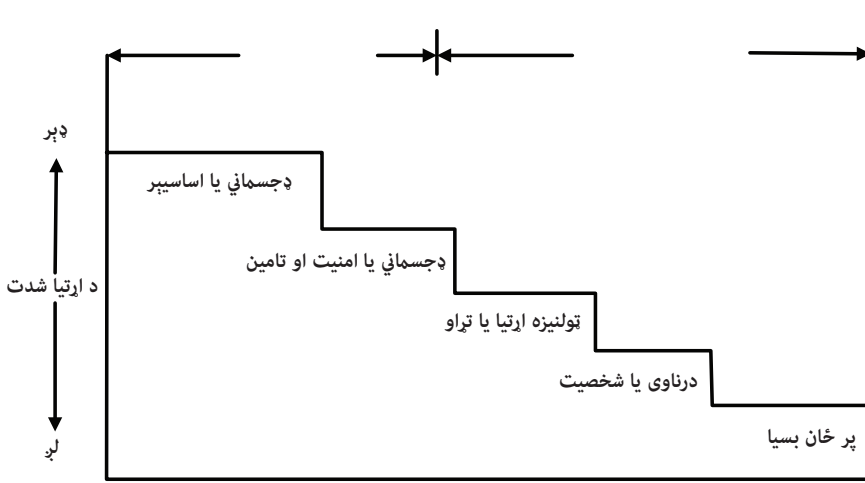 ډېر
ډجسماني يا اساسيېر
ډجسماني يا امنيت او تامين
د اړتيا شدت
ټولنيزه اړتيا يا تړاو
درناوی يا شخصيت
پر ځان بسيا
لږ